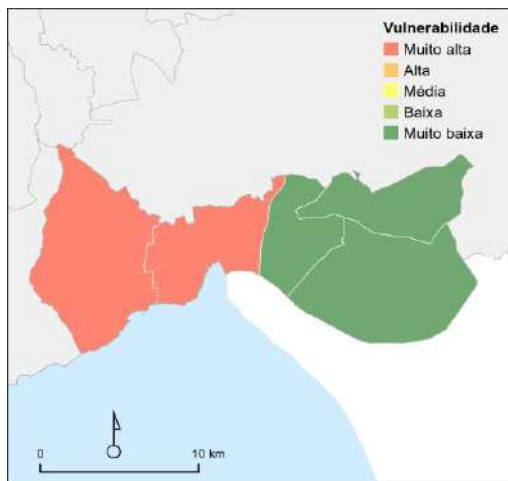 Vulnerabilidade
Muito alta
Alta
Média
Baixa
Muito baixa
0 10 km